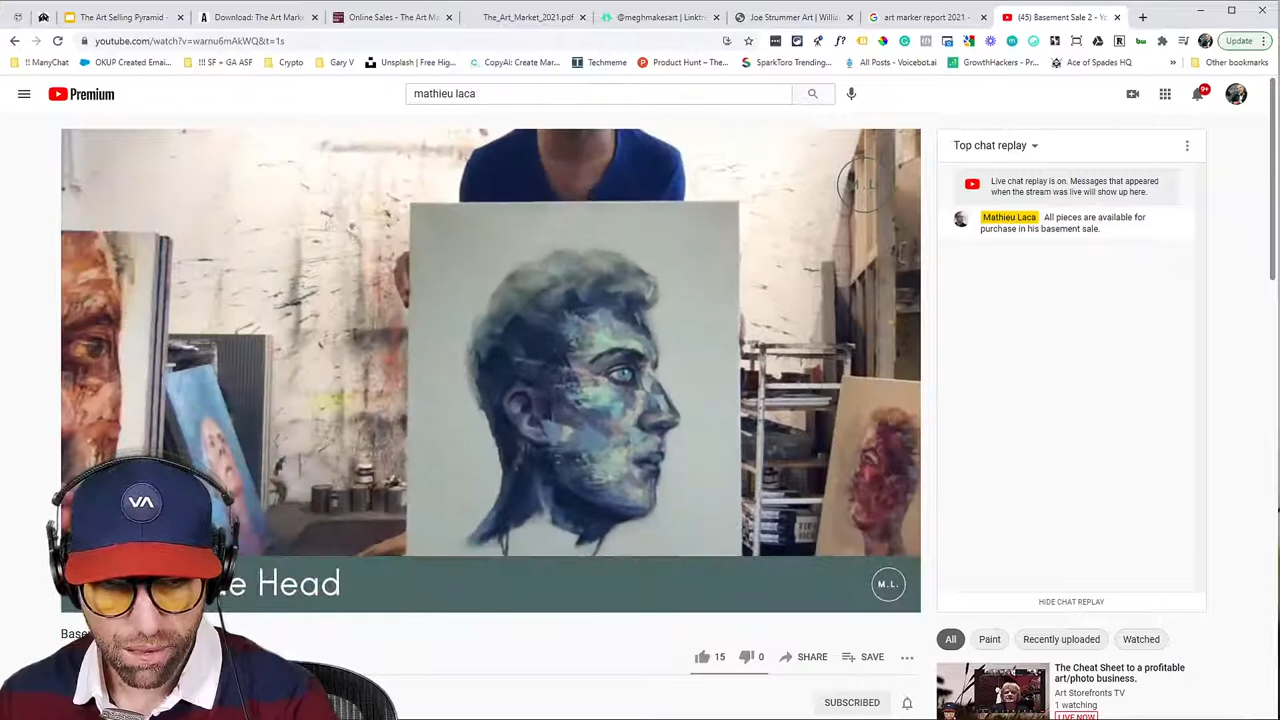 The Art Selling Pyramid
Download: The Art Mark
Online Sales - The Art Ma
The_Art_Market_2021.pdf
@meghmakesart | Linktr
Joe Strummer Art | Willia
art marker report 2021 -
(45) Basement Sale 2 - Yo
youtube.com/watch?v=warnu6mAkWQ&t=1s
Update
!! ManyChat
OKUP Created Email...
!!! SF = GA ASF
Crypto
Gary V
Unsplash | Free Hig...
CopyAI: Create Mar...
Techmeme
Product Hunt – The...
SparkToro Trending...
All Posts - Voicebot.ai
GrowthHackers - Pr...
Ace of Spades HQ
»
Other bookmarks
Premium
mathieu laca
9+
Top chat replay
Live chat replay is on. Messages that appeared
when the stream was live will show up here.
Mathieu Laca All pieces are available for
purchase in his basement sale.
M.L.
VA
e Head
M.L.
HIDE CHAT REPLAY
15
0
SHARE
SAVE
SUBSCRIBED
All
Paint
Recently uploaded
Watched
The Cheat Sheet to a profitable
art/photo business.
Art Storefronts TV
1 watching
LIVE NOW